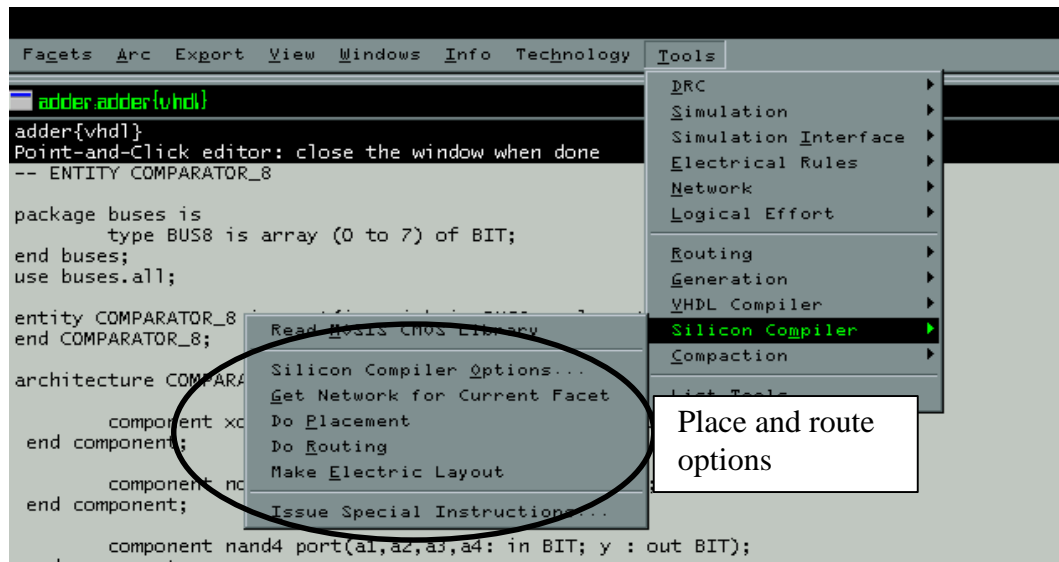 Facets Arc Export View Windows Info Technology Tools
adder:adder{vhdl}
adder{vhdl}
Point-and-Click editor: close the window when done
-- ENTITY COMPARATOR_8
package buses is
type BUS8 is array (0 to 7) of BIT;
end buses;
use buses.all;
entity COMPARATOR_8
end COMPARATOR_8;
architecture
component
end component;
component
end component;
component nand4 port(a1,a2,a3,a4: in BIT; y : out BIT);
DRC
Simulation
Simulation Interface
Electrical Rules
Network
Logical Effort
Routing
Generation
VHDL Compiler
Silicon Compiler
Compaction
List Tools
Read MOSIS CMOS Library
Silicon Compiler Options...
Get Network for Current Facet
Do Placement
Do Routing
Make Electric Layout
Issue Special Instructions...
Place and route
options